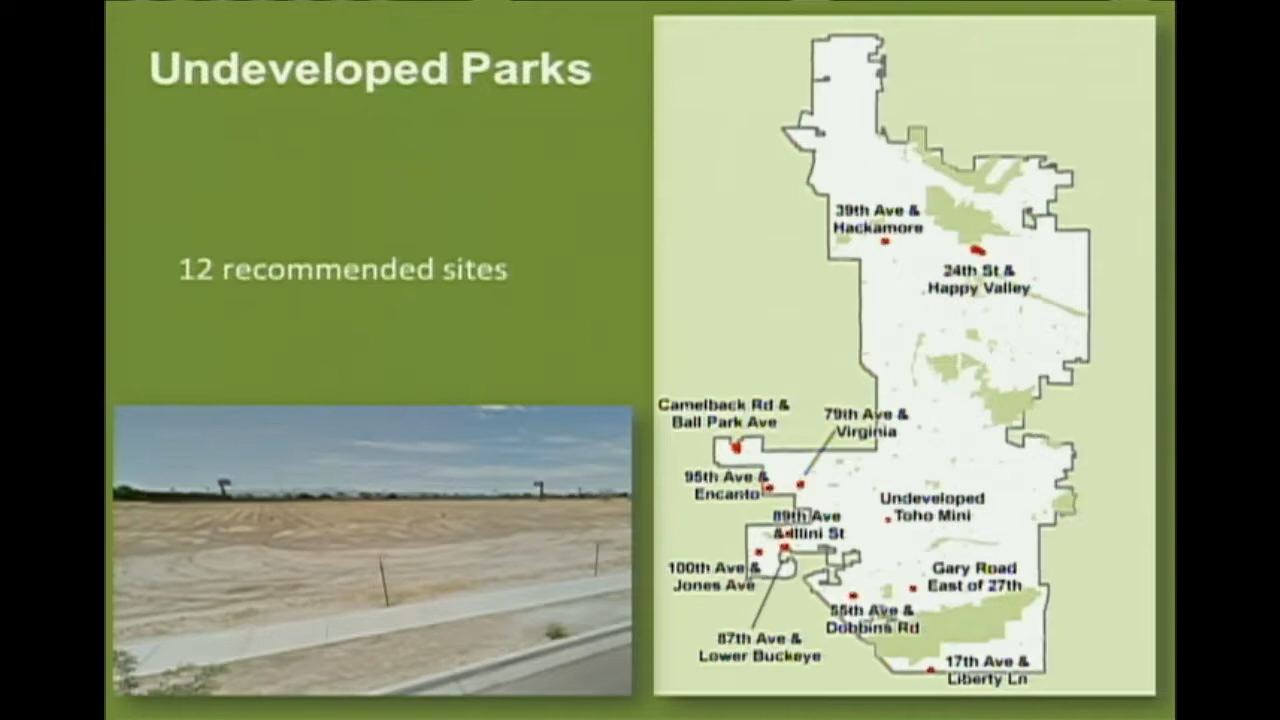 Undeveloped Parks
12 recommended sites
39th Ave &
Hackamore
24th St &
Happy Valley
Camelback Rd &
Ball Park Ave
79th Ave &
Virginia
95th Ave &
Encanto
Undeveloped
Toho Mini
89th Ave
& Illini St
100th Ave &
Jones Ave
Gary Road
East of 27th
55th Ave &
Dobbins Rd
87th Ave &
Lower Buckeye
17th Ave &
Liberty Ln